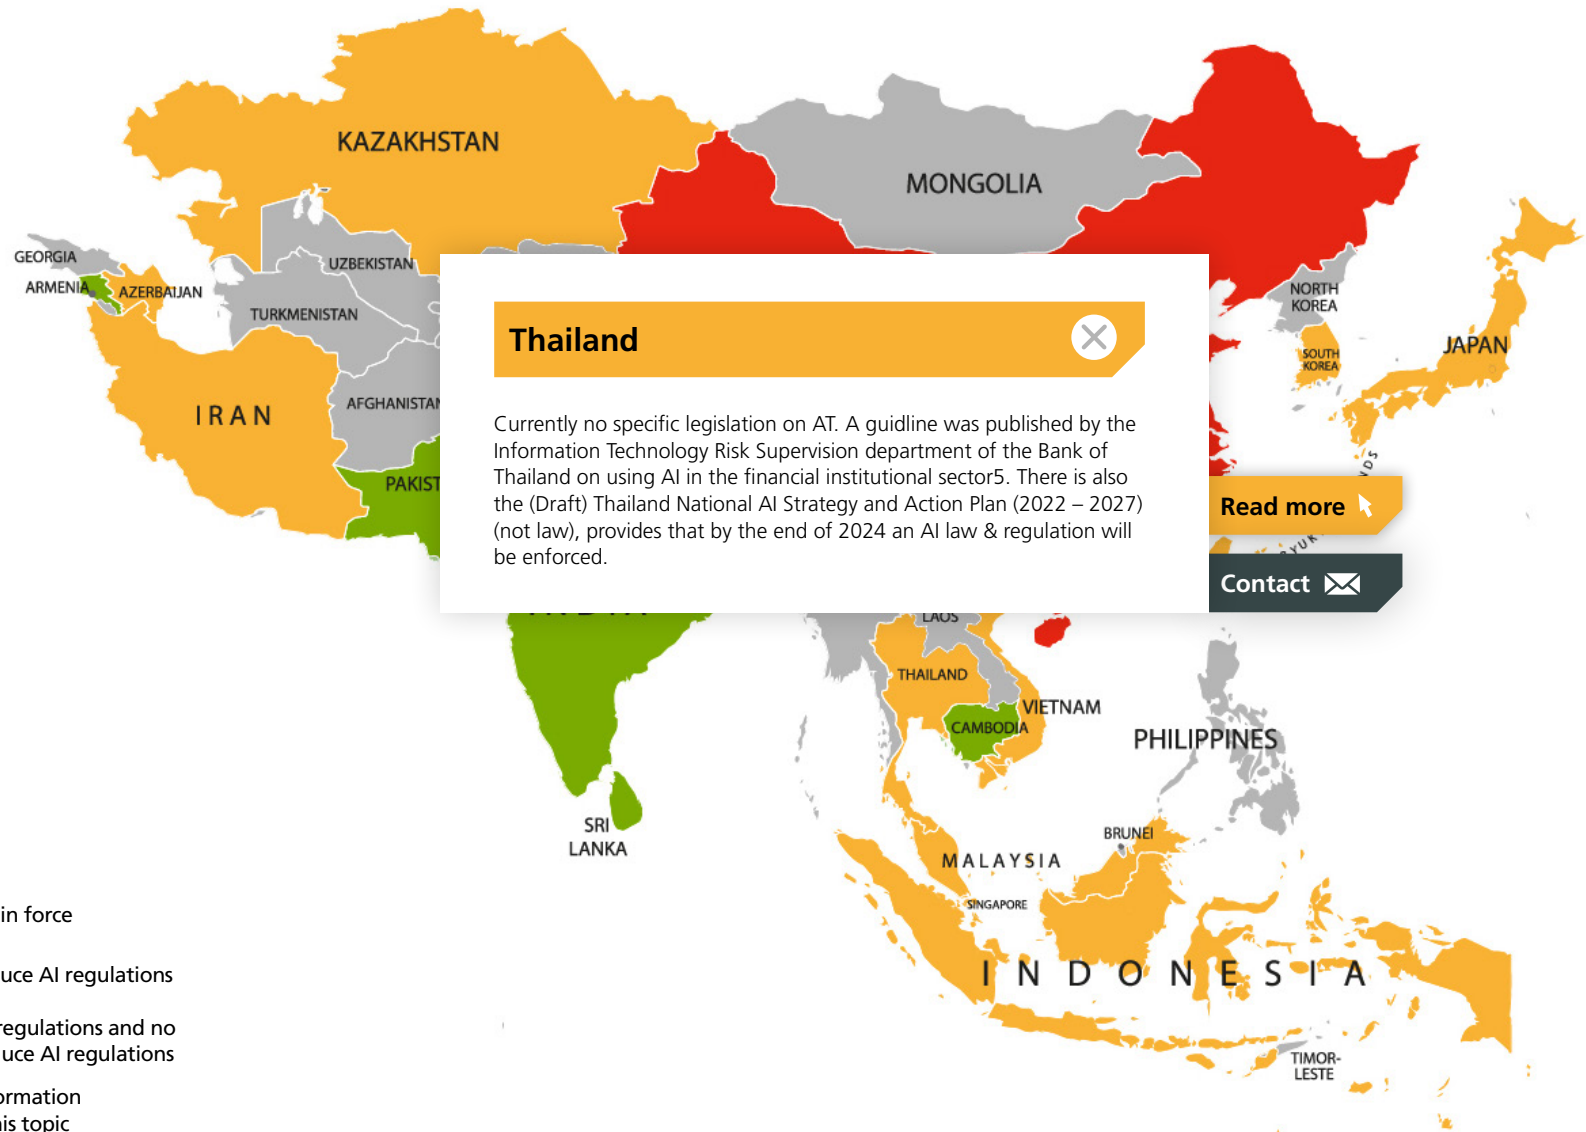 KAZAKHSTAN
MONGOLIA
GEORGIA
UZBEKISTAN
ARMENIA
AZERBAIJAN
NORTH
KOREA
TURKMENISTAN
Thailand
SOUTH
KOREA
JAPAN
IRAN
AFGHANISTAN
Currently no specific legislation on AT. A guidline was published by the
Information Technology Risk Supervision department of the Bank of
Thailand on using AI in the financial institutional sector5. There is also
the (Draft) Thailand National AI Strategy and Action Plan (2022 – 2027)
(not law), provides that by the end of 2024 an AI law & regulation will
be enforced.
PAKIST
NDS
Read more
YUK
Contact
LAOS
THAILAND
VIETNAM
CAMBODIA
PHILIPPINES
SRI
LANKA
BRUNEI
MALAYSIA
SINGAPORE
INDONESIA
TIMOR-
LESTE
in force
uce AI regulations
regulations and no
uce AI regulations
ormation
is topic